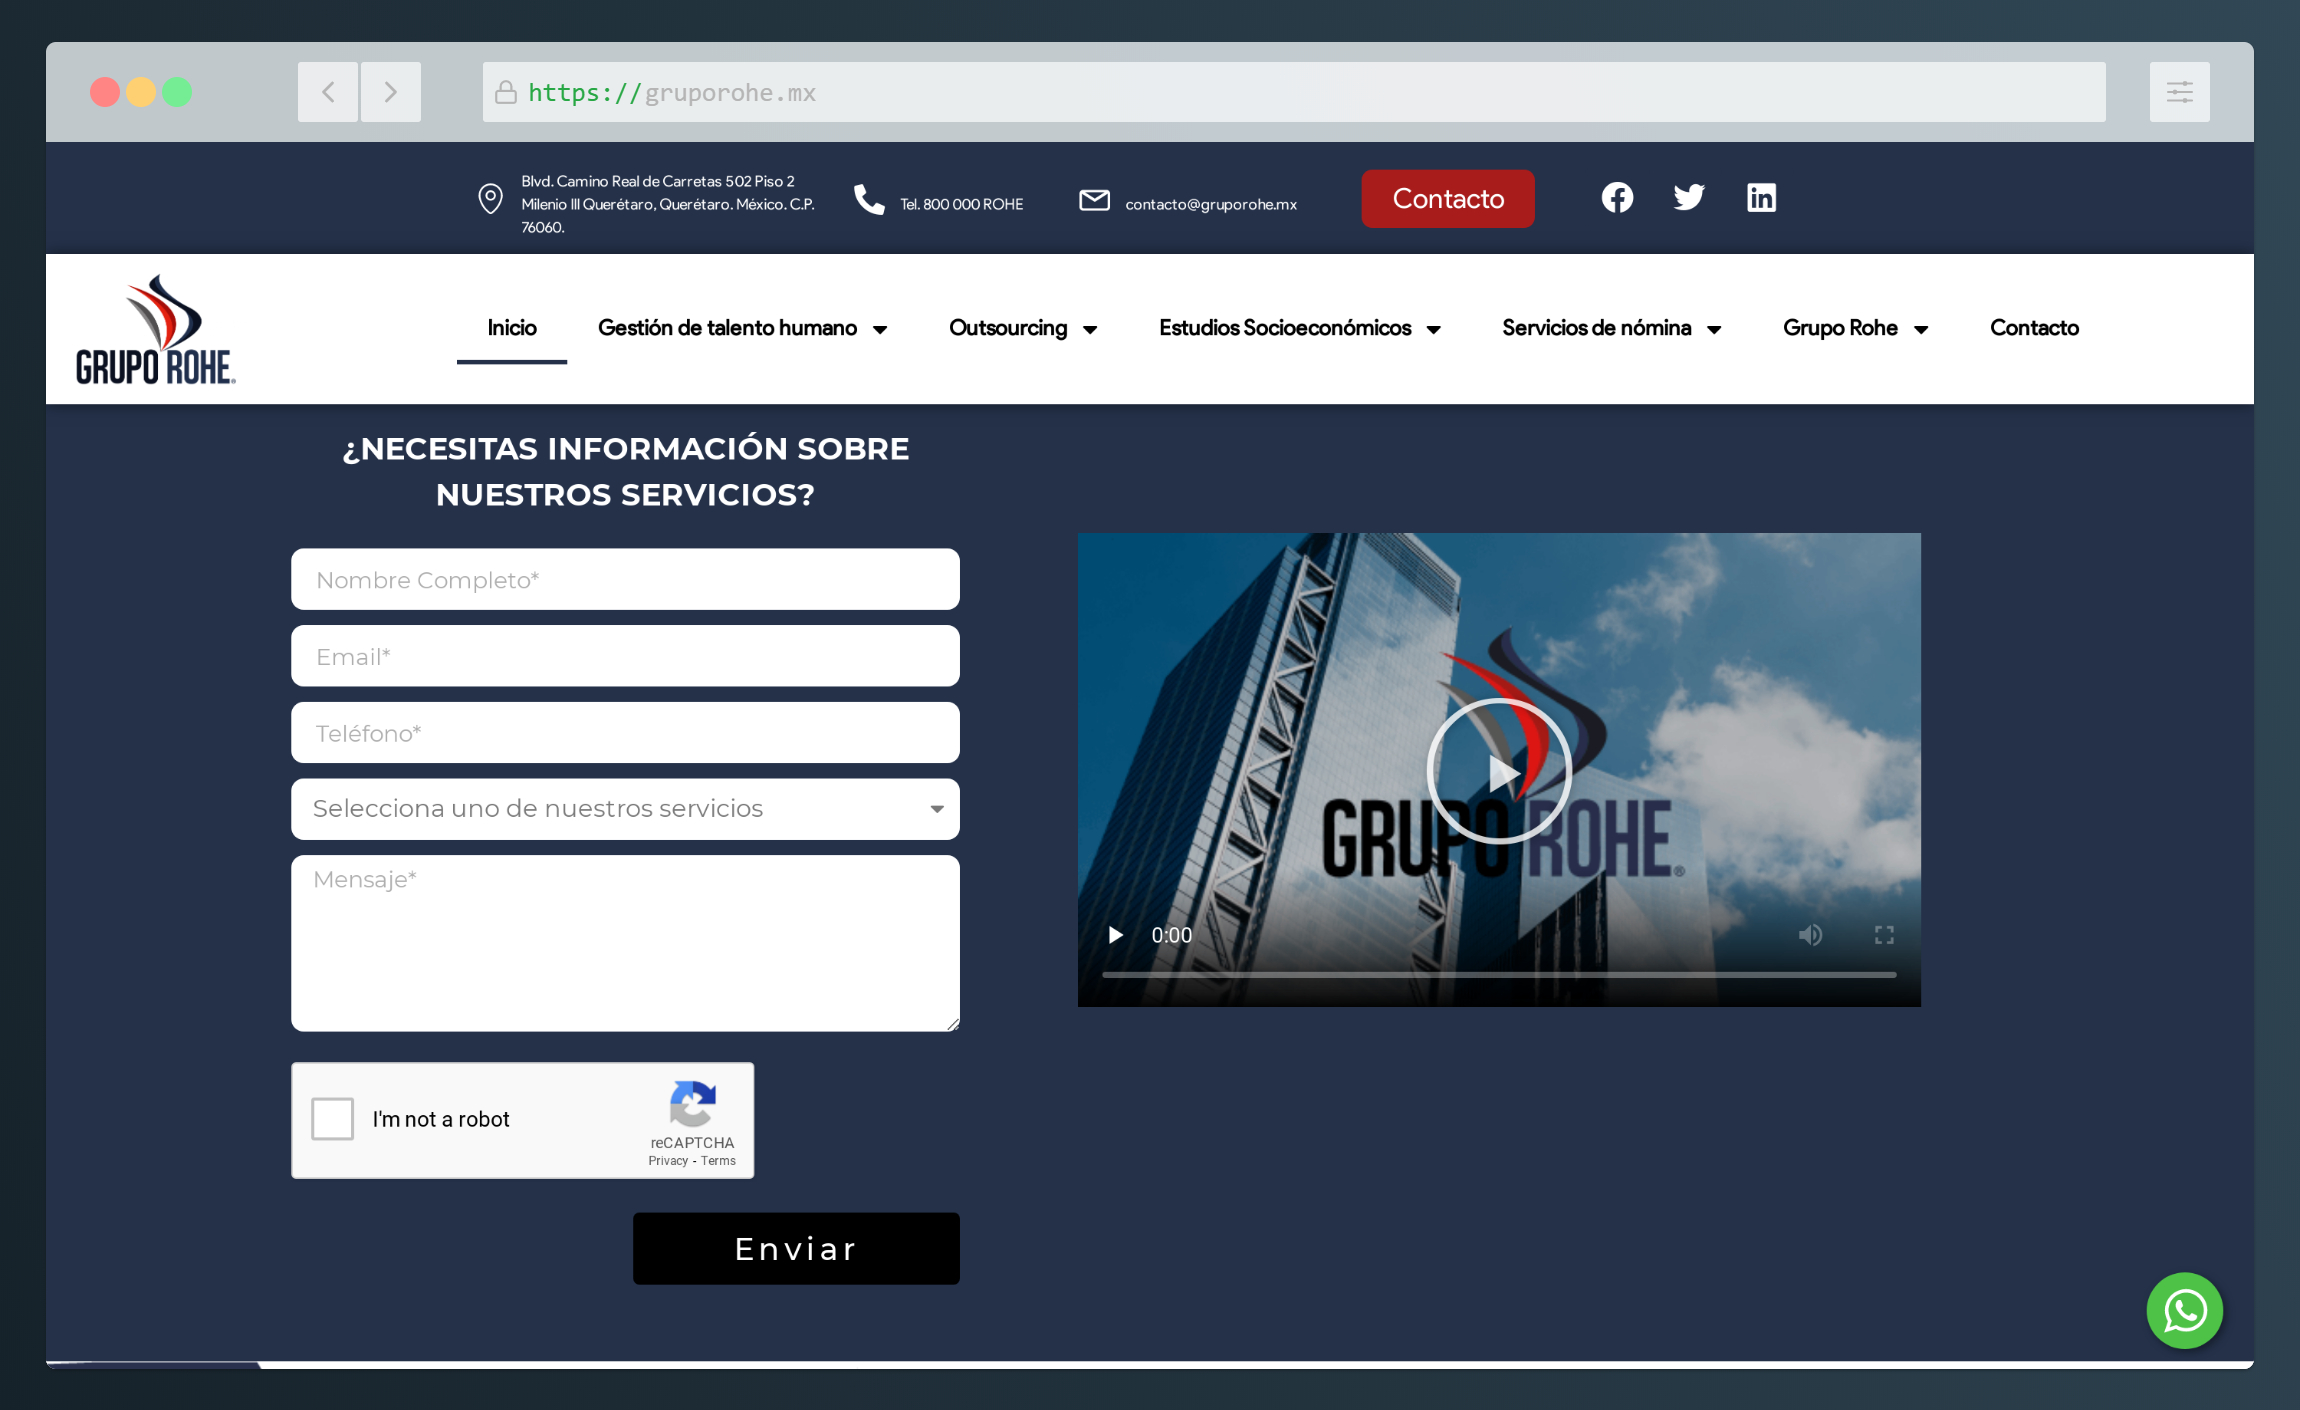 https://gruporohe.mx
Blvd. Camino Real de Carretas 502 Piso 2
Milenio III Querétaro, Querétaro. México. C.P.
76060.
Tel. 800 000 ROHE
contacto@gruporohe.mx
Contacto
GRUPO ROHE®
Inicio
Gestión de talento humano
Outsourcing
Estudios Socioeconómicos
Servicios de nómina
Grupo Rohe
Contacto
¿NECESITAS INFORMACIÓN SOBRE
NUESTROS SERVICIOS?
Nombre Completo*
Email*
Teléfono*
Selecciona uno de nuestros servicios
Mensaje*
I'm not a robot
reCAPTCHA
Privacy - Terms
Enviar
GRUPO ROHE®
0:00